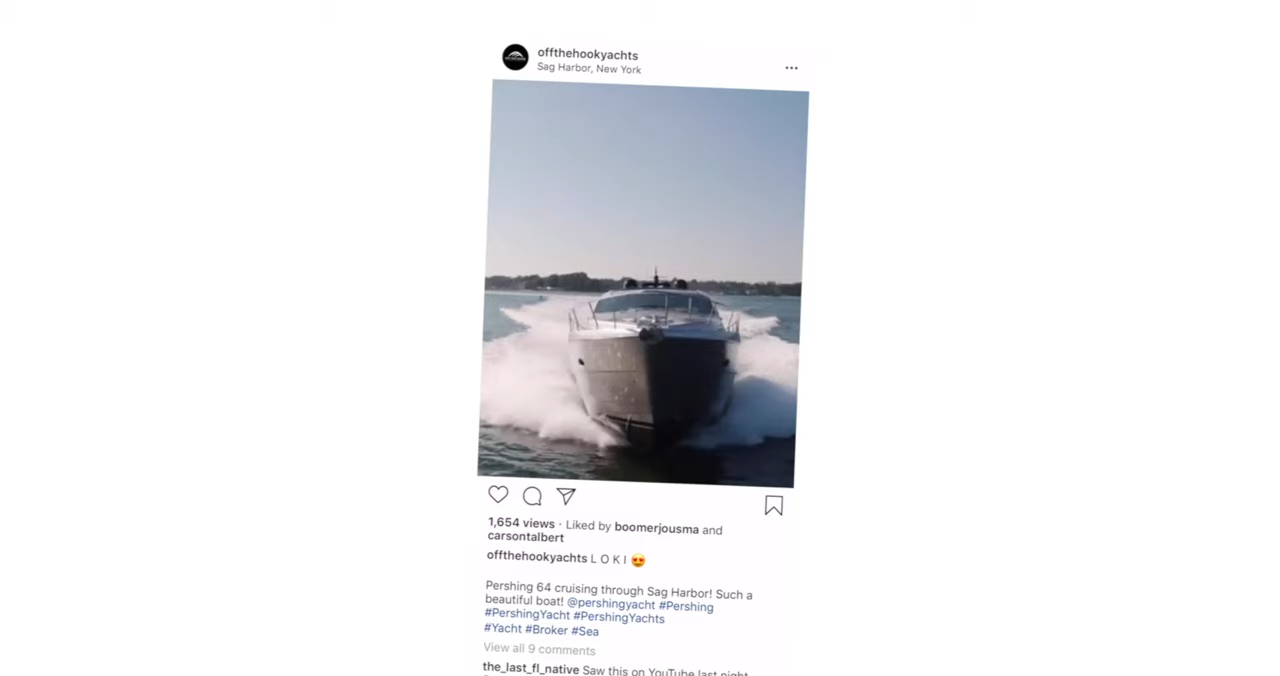 offthehookyachts
Sag Harbor, New York
1,654 views · Liked by boomerjousma and
carsontalbert
offthehookyachts L O K I 😍
Pershing 64 cruising through Sag Harbor! Such a
beautiful boat! @pershingyacht #Pershing
#PershingYacht #PershingYachts
#Yacht #Broker #Sea
View all 9 comments
the_last_fl_native Saw this on YouTube last night